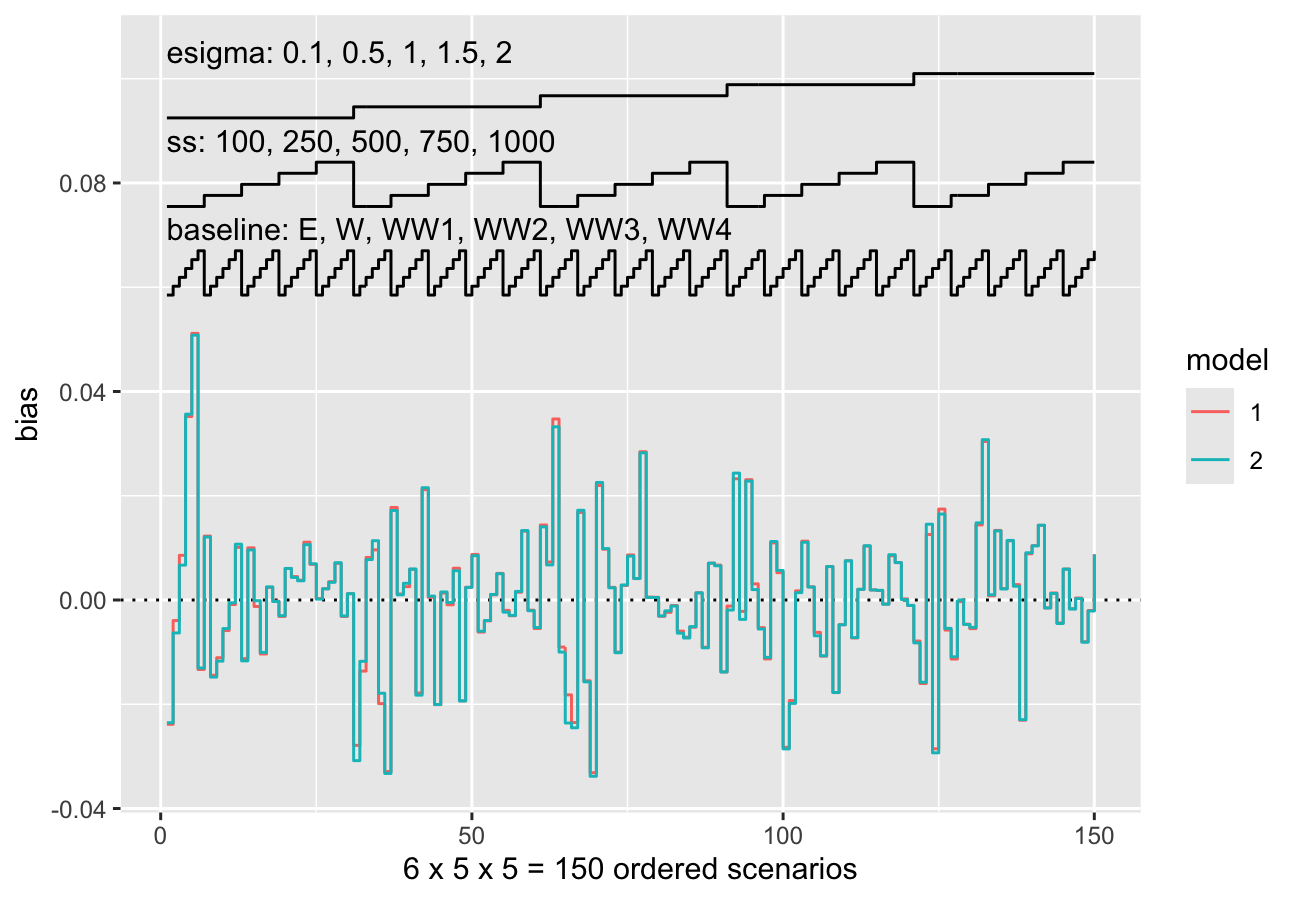 esigma: 0.1, 0.5, 1, 1.5, 2
ss: 100, 250, 500, 750, 1000
0.08
baseline: E, W, WW1, WW2, WW3, WW4
0.04
0.00
-0.04
bias
0
50
100
150
6 x 5 x 5 = 150 ordered scenarios
model
1
2